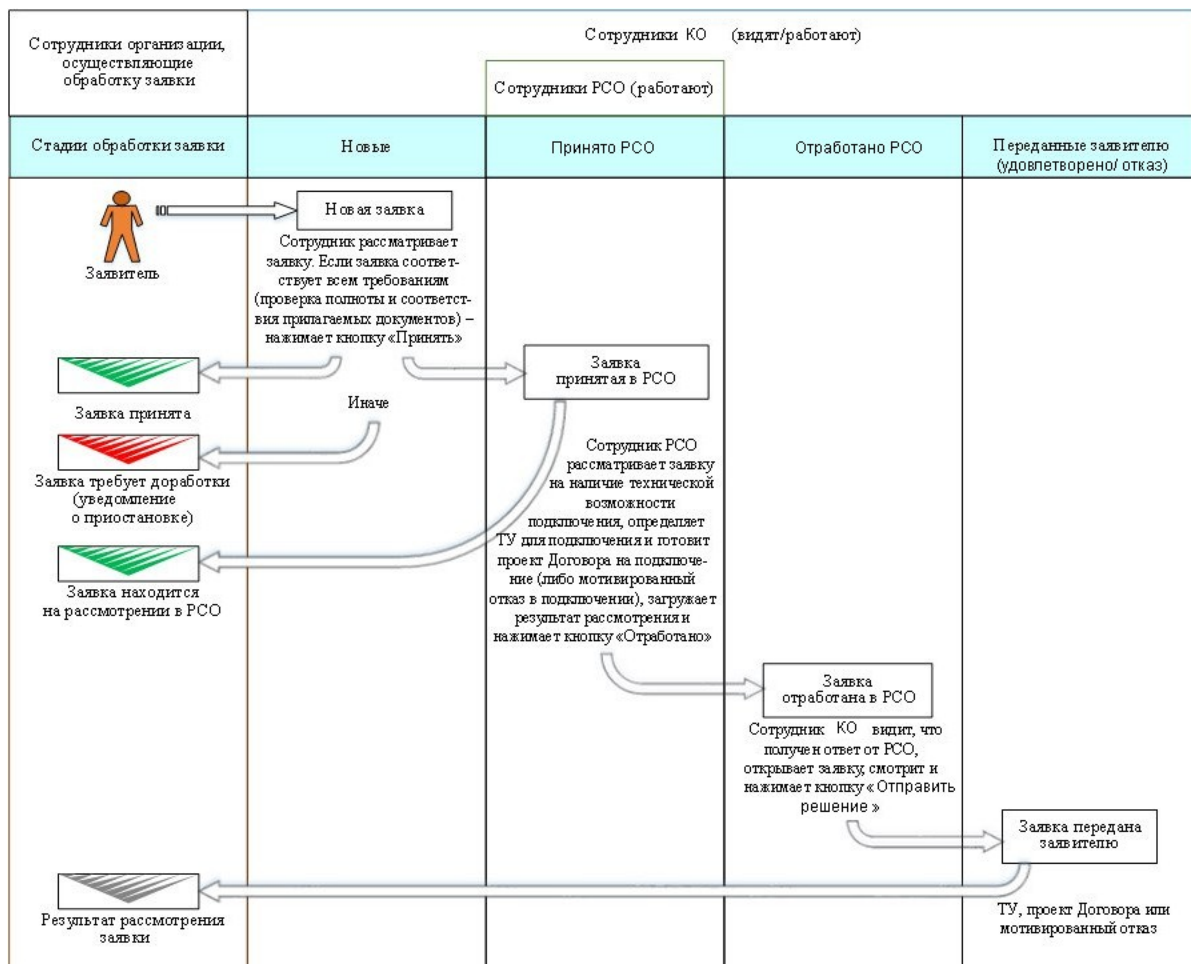 Сотрудники организации,
осуществляющие
обработку заявки
Сотрудники КО (видят/работают)
Сотрудники РСО (работают)
Стадии обработки заявки
Новые
Принято РСО
Отработано РСО
Переданные заявителю
(удовлетворено/ отказ)
Заявитель
Новая заявка
Сотрудник рассматривает
заявку. Если заявка соответ-
ствует всем требованиям
(проверка полноты и соответст-
вия прилагаемых документов) –
нажимает кнопку «Принять»
Заявка
принятая в РСО
Заявка принята
Иначе
Заявка требует доработки
(уведомление
о приостановке)
Сотрудник РСО
рассматривает заявку
на наличие технической
возможности
подключения, определяет
ТУ для подключения и готовит
проект Договора на подключе-
ние (либо мотивированный
отказ в подключении), загружает
результат рассмотрения и
нажимает кнопку «Отработано»
Заявка находится
на рассмотрении в РСО
Заявка
отработана в РСО
Сотрудник КО видит, что
получен ответ от РСО,
открывает заявку, смотрит и
нажимает кнопку « Отправить
решение »
Заявка передана
заявителю
Результат рассмотрения
заявки
ТУ, проект Договора или
мотивированный отказ